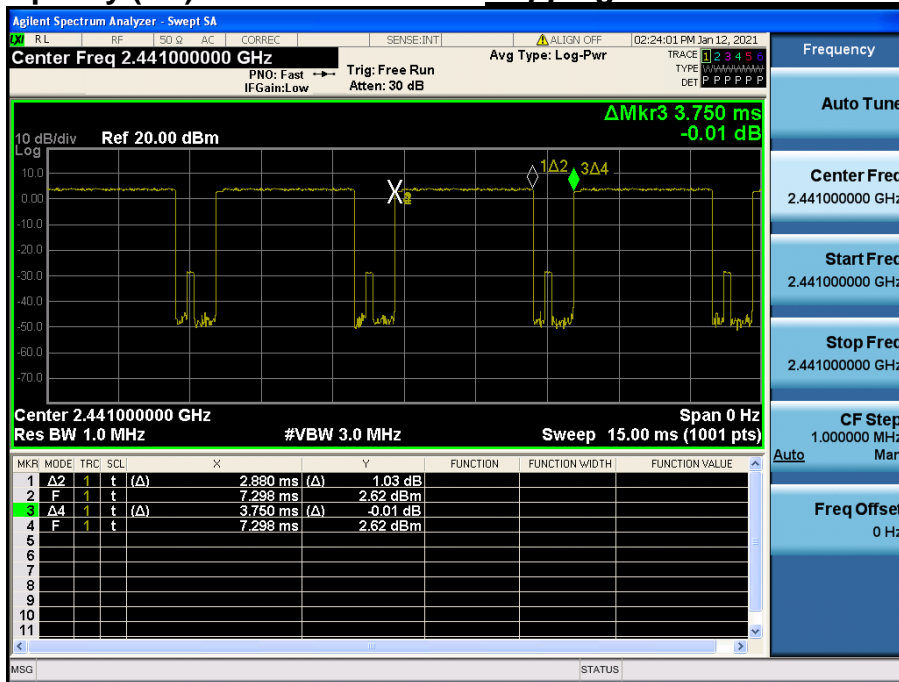 Agilent Spectrum Analyzer - Swept SA
LXI RL RF 50 Ω AC CORREC SENSE:INT ALIGN OFF 02:24:01 PM Jan 12, 2021
Center Freq 2.441000000 GHz
PNO: Fast
IFGain:Low
Trig: Free Run
Atten: 30 dB
Avg Type: Log-Pwr
TRACE 1 2 3 4 5 6
TYPE WWWWWW
DET P P P P P P
ΔMkr3 3.750 ms
-0.01 dB
10 dB/div Ref 20.00 dBm
Log
10.0
0.00
-10.0
-20.0
-30.0
-40.0
-50.0
-60.0
-70.0
X
1Δ2
3Δ4
Center 2.441000000 GHz Span 0 Hz
Res BW 1.0 MHz #VBW 3.0 MHz Sweep 15.00 ms (1001 pts)
MKR MODE TRC SCL X Y FUNCTION FUNCTION WIDTH FUNCTION VALUE
1 Δ2 1 t (Δ) 2.880 ms (Δ) 1.03 dB
2 F 1 t 7.298 ms 2.62 dBm
3 Δ4 1 t (Δ) 3.750 ms (Δ) -0.01 dB
4 F 1 t 7.298 ms 2.62 dBm
5
6
7
8
9
10
11
MSG STATUS
Frequency
Auto Tune
Center Freq
2.441000000 GHz
Start Freq
2.441000000 GHz
Stop Freq
2.441000000 GHz
CF Step
1.000000 MHz
Auto Man
Freq Offset
0 Hz